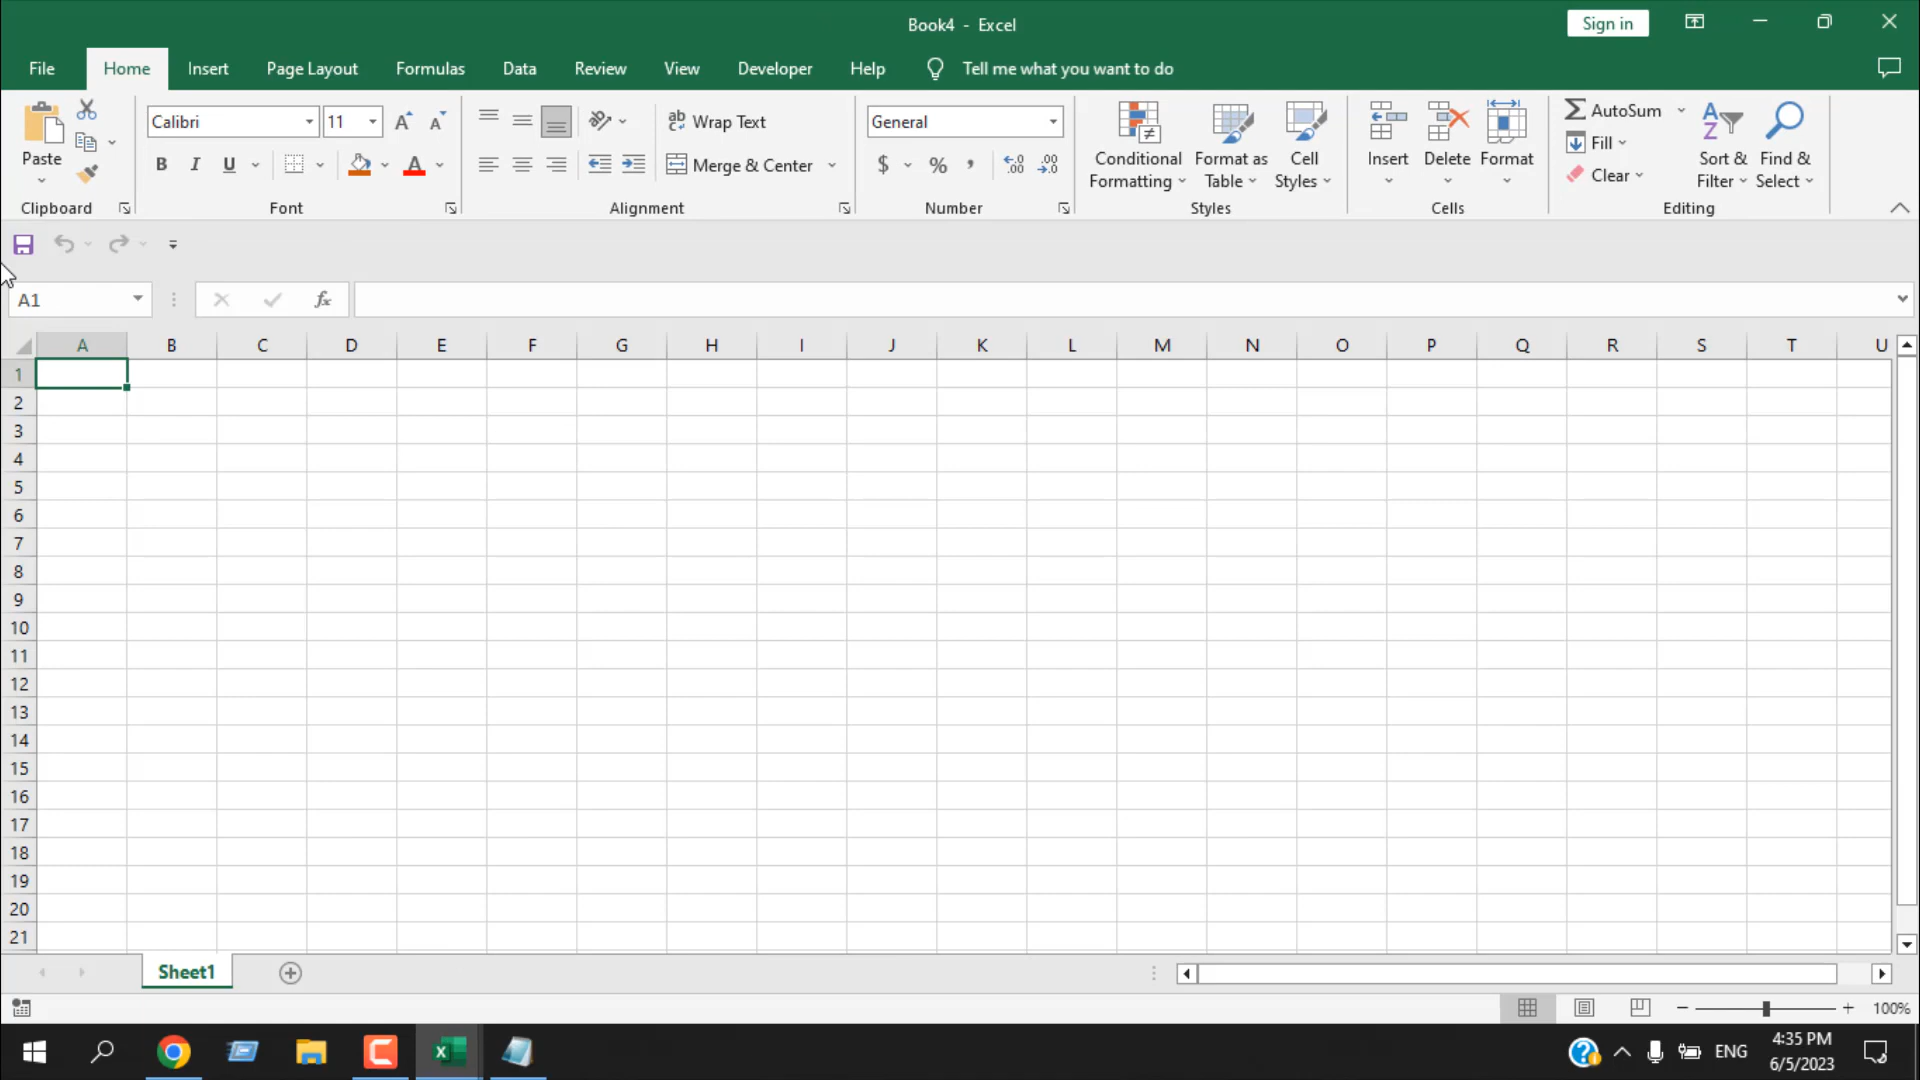 Book4 - Excel
Sign in
File Home Insert Page Layout Formulas Data Review View Developer Help Tell me what you want to do
Calibri 11 Wrap Text General AutoSum
Paste Merge & Center $ % Conditional Formatting Format as Table Cell Styles Insert Delete Format Fill Sort & Filter Find & Select
B I U A Clear
Clipboard Font Alignment Number Styles Cells Editing
A1 fx
A B C D E F G H I J K L M N O P Q R S T U
1
2
3
4
5
6
7
8
9
10
11
12
13
14
15
16
17
18
19
20
21
Sheet1
100%
ENG 4:35 PM
6/5/2023